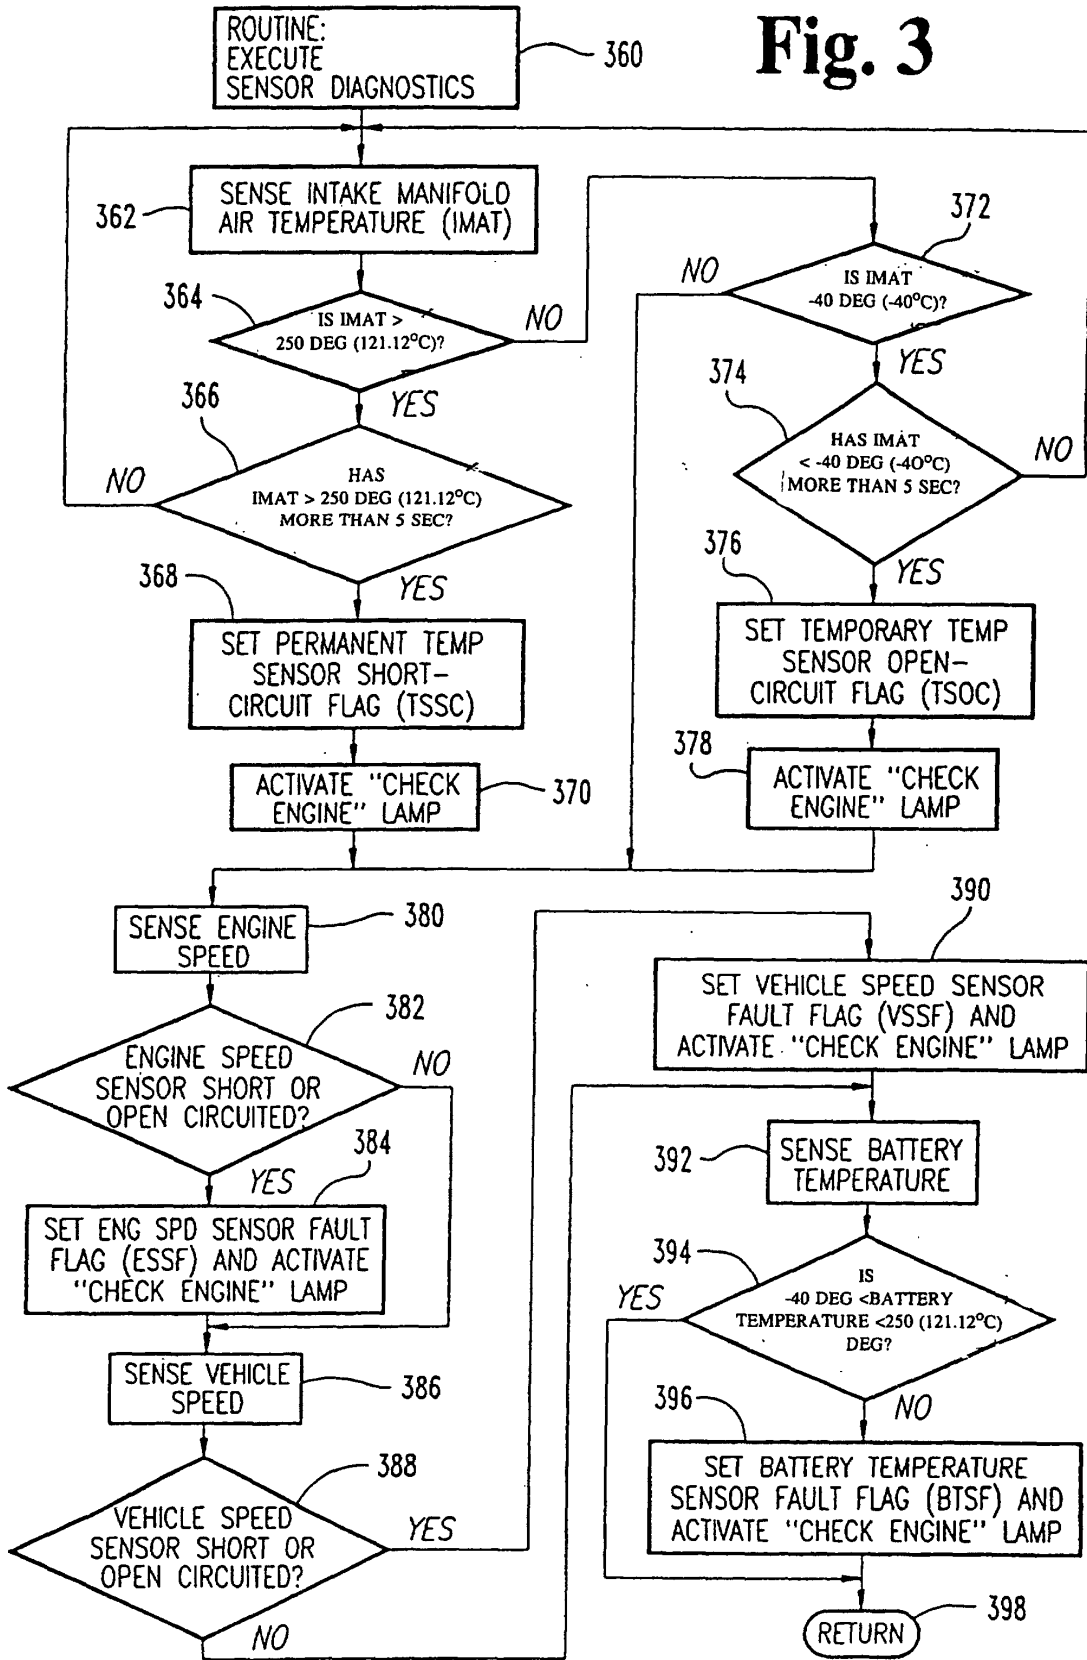 Fig. 3
ROUTINE:
EXECUTE
SENSOR DIAGNOSTICS
360
SENSE INTAKE MANIFOLD
AIR TEMPERATURE (IMAT)
362
364
IS IMAT >
250 DEG (121.12°C)?
NO
YES
366
HAS
IMAT > 250 DEG (121.12°C)
MORE THAN 5 SEC?
NO
YES
368
SET PERMANENT TEMP
SENSOR SHORT-
CIRCUIT FLAG (TSSC)
ACTIVATE "CHECK
ENGINE" LAMP
370
372
IS IMAT
-40 DEG (-40°C)?
NO
YES
374
HAS IMAT
< -40 DEG (-4O°C)
MORE THAN 5 SEC?
NO
YES
376
SET TEMPORARY TEMP
SENSOR OPEN-
CIRCUIT FLAG (TSOC)
378
ACTIVATE "CHECK
ENGINE" LAMP
SENSE ENGINE
SPEED
380
382
ENGINE SPEED
SENSOR SHORT OR
OPEN CIRCUITED?
NO
YES
384
SET ENG SPD SENSOR FAULT
FLAG (ESSF) AND ACTIVATE
"CHECK ENGINE" LAMP
SENSE VEHICLE
SPEED
386
388
VEHICLE SPEED
SENSOR SHORT OR
OPEN CIRCUITED?
YES
NO
390
SET VEHICLE SPEED SENSOR
FAULT FLAG (VSSF) AND
ACTIVATE "CHECK ENGINE" LAMP
392
SENSE BATTERY
TEMPERATURE
394
IS
-40 DEG <BATTERY
TEMPERATURE <250 (121.12°C)
DEG?
YES
NO
396
SET BATTERY TEMPERATURE
SENSOR FAULT FLAG (BTSF) AND
ACTIVATE "CHECK ENGINE" LAMP
RETURN
398